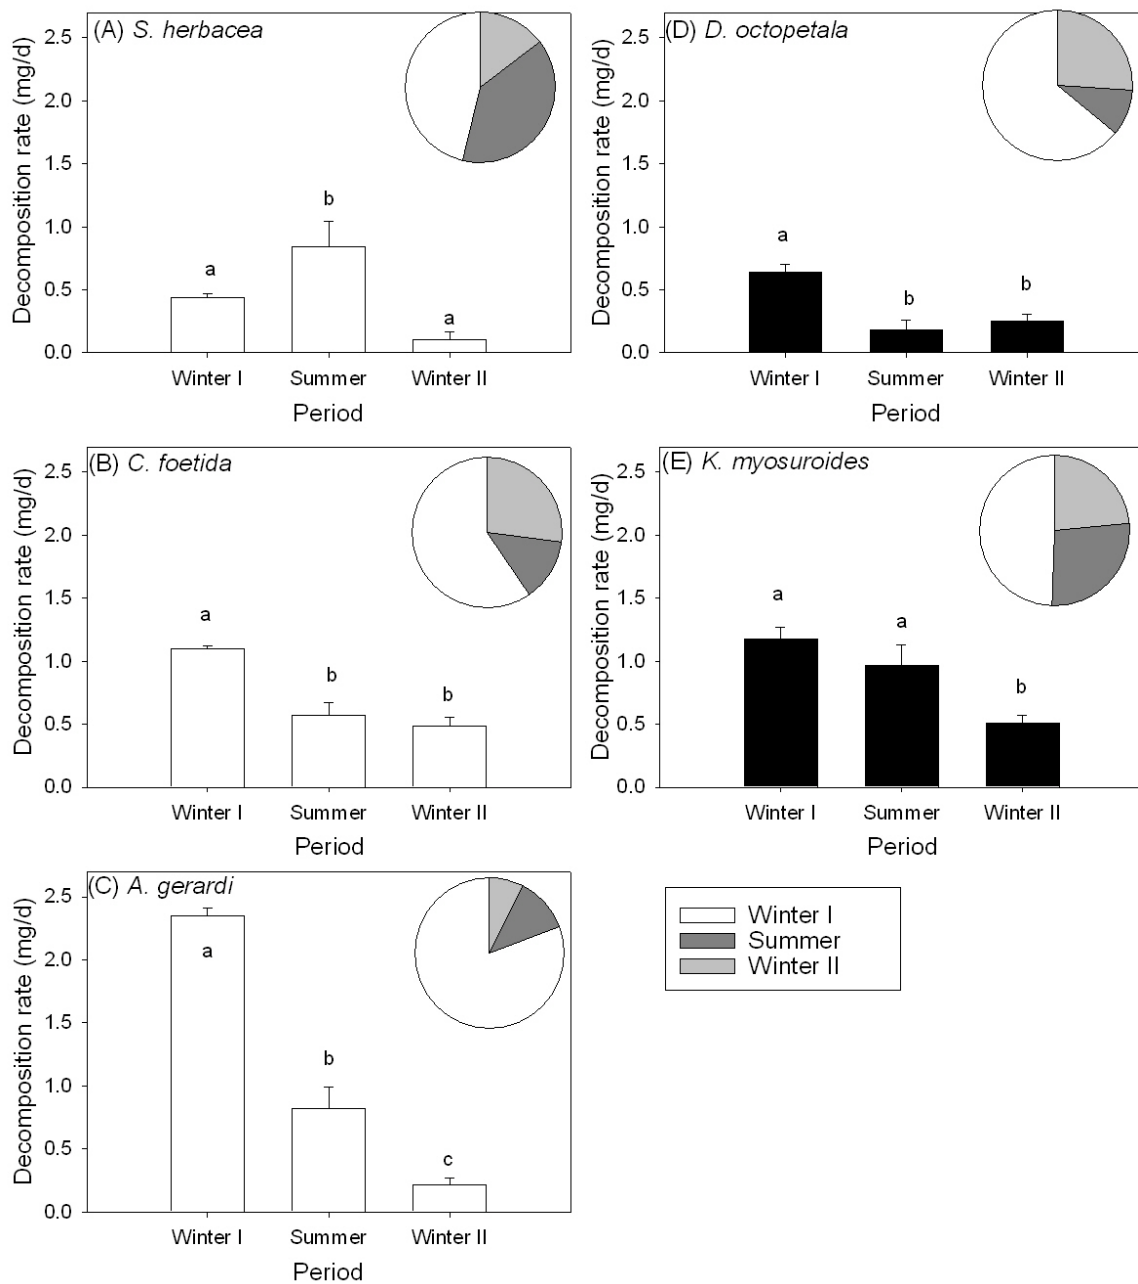 (A) S. herbacea
Decomposition rate (mg/d)
2.5
2.0
1.5
1.0
0.5
0.0
a
b
a
Winter I Summer Winter II
Period
(D) D. octopetala
Decomposition rate (mg/d)
2.5
2.0
1.5
1.0
0.5
0.0
a
b
b
Winter I Summer Winter II
Period
(B) C. foetida
Decomposition rate (mg/d)
2.5
2.0
1.5
1.0
0.5
0.0
a
b
b
Winter I Summer Winter II
Period
(E) K. myosuroides
Decomposition rate (mg/d)
2.5
2.0
1.5
1.0
0.5
0.0
a
a
b
Winter I Summer Winter II
Period
(C) A. gerardi
Decomposition rate (mg/d)
2.5
2.0
1.5
1.0
0.5
0.0
a
b
c
Winter I Summer Winter II
Period
Winter I
Summer
Winter II